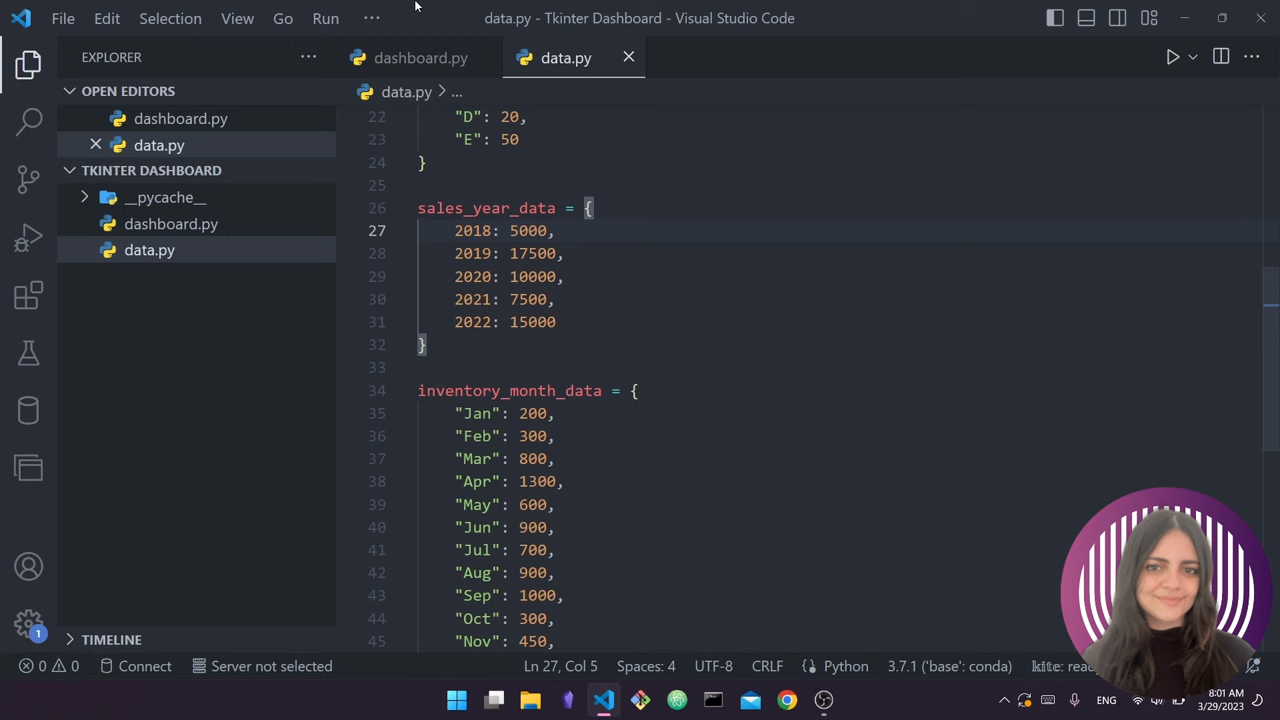 File Edit Selection View Go Run ··· data.py - Tkinter Dashboard - Visual Studio Code
EXPLORER ··· dashboard.py data.py
OPEN EDITORS data.py > ...
dashboard.py
data.py
TKINTER DASHBOARD
__pycache__
dashboard.py
data.py
22 "D": 20,
23 "E": 50
24 }
25
26 sales_year_data = {
27 2018: 5000,
28 2019: 17500,
29 2020: 10000,
30 2021: 7500,
31 2022: 15000
32 }
33
34 inventory_month_data = {
35 "Jan": 200,
36 "Feb": 300,
37 "Mar": 800,
38 "Apr": 1300,
39 "May": 600,
40 "Jun": 900,
41 "Jul": 700,
42 "Aug": 900,
43 "Sep": 1000,
44 "Oct": 300,
45 "Nov": 450,
1 TIMELINE
0 0 Connect Server not selected Ln 27, Col 5 Spaces: 4 UTF-8 CRLF Python 3.7.1 ('base': conda) kite:
ENG 8:01 AM
3/29/2023